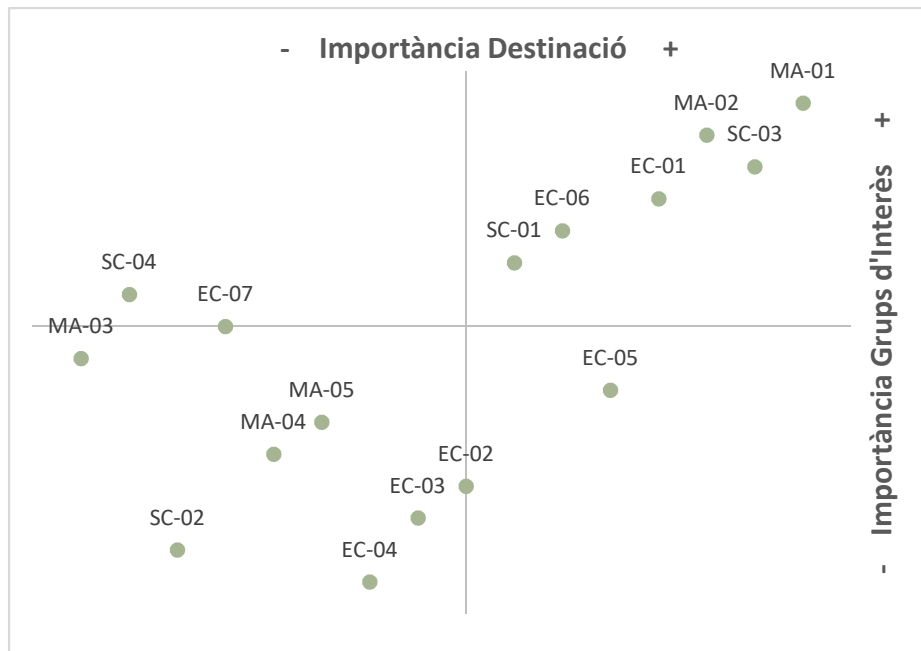 - Importància Destinació +
MA-01
MA-02
SC-03
EC-01
EC-06
SC-01
SC-04
EC-07
MA-03
EC-05
MA-05
MA-04
EC-02
EC-03
SC-02
EC-04
- Importància Grups d'Interès +